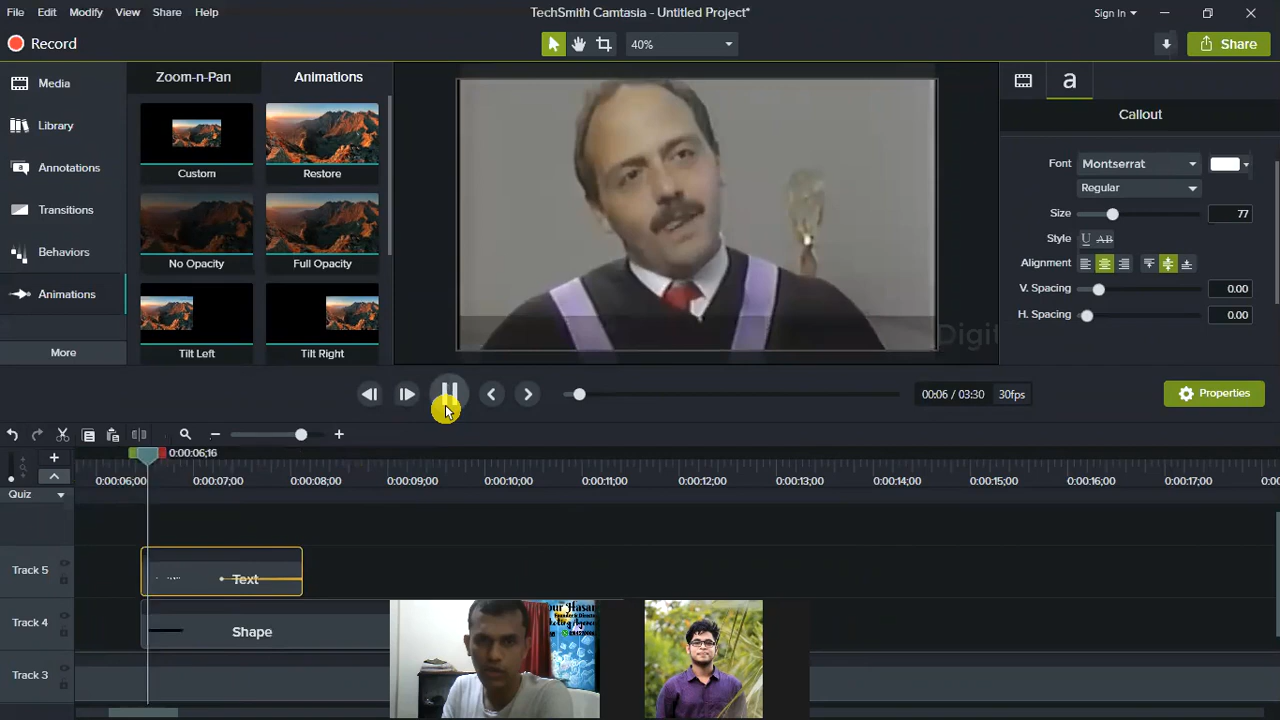 File Edit Modify View Share Help
TechSmith Camtasia - Untitled Project*
Sign In
Record
40%
Share
Media
Library
Annotations
Transitions
Behaviors
Animations
More
Zoom-n-Pan
Animations
Custom
Restore
No Opacity
Full Opacity
Tilt Left
Tilt Right
Digit
a
Callout
Font Montserrat
Regular
Size 77
Style U AB
Alignment
V. Spacing 0.00
H. Spacing 0.00
00:06 / 03:30 30fps
Properties
0:00:06;16
0:00:06;00 0:00:07;00 0:00:08;00 0:00:09;00 0:00:10;00 0:00:11;00 0:00:12;00 0:00:13;00 0:00:14;00 0:00:15;00 0:00:16;00 0:00:17;00
Quiz
Track 5
Text
Track 4
Shape
Track 3
our Hasan
Founder & Direct